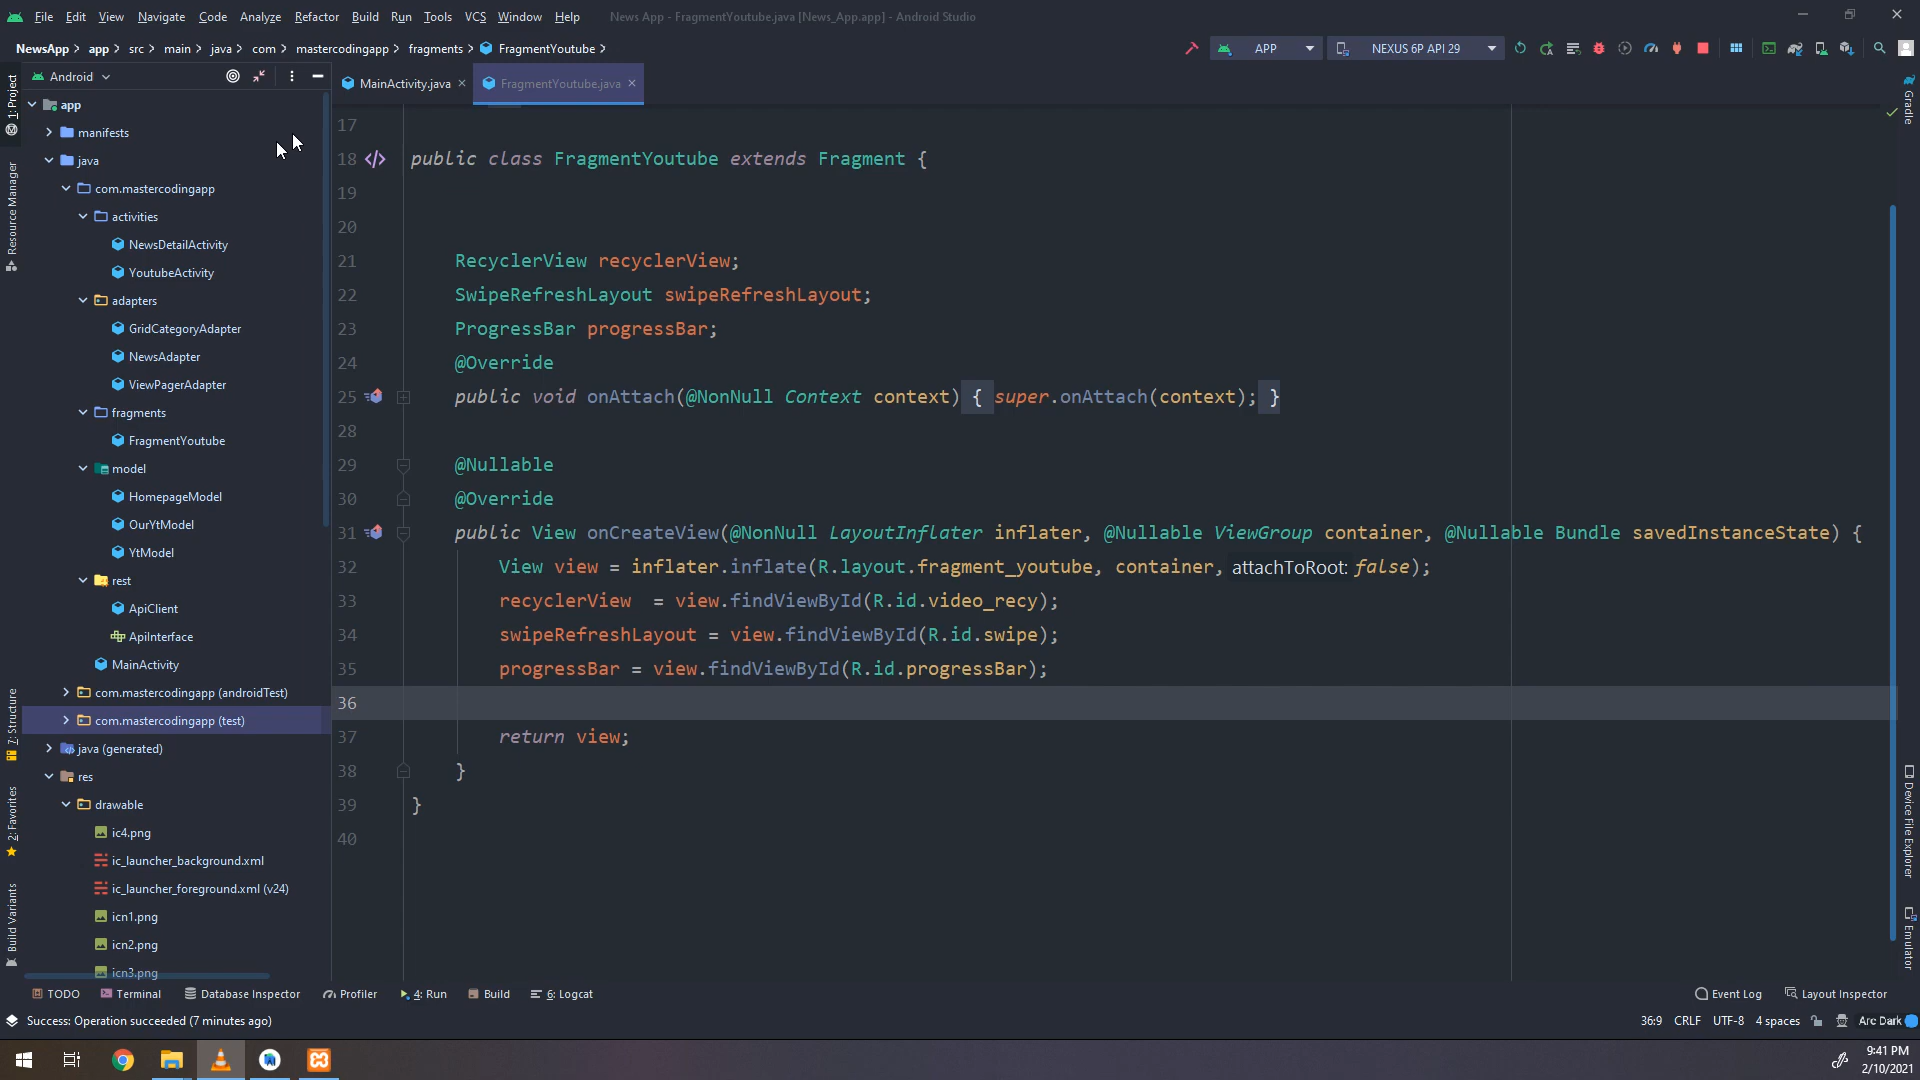 File Edit View Navigate Code Analyze Refactor Build Run Tools VCS Window Help News App - FragmentYoutube.java [News_App.app] - Android Studio
NewsApp app src main java com mastercodingapp fragments FragmentYoutube APP NEXUS 6P API 29
Android MainActivity.java FragmentYoutube.java
1: Project
Resource Manager
7: Structure
2: Favorites
Build Variants
app
manifests
java
com.mastercodingapp
activities
NewsDetailActivity
YoutubeActivity
adapters
GridCategoryAdapter
NewsAdapter
ViewPagerAdapter
fragments
FragmentYoutube
model
HomepageModel
OurYtModel
YtModel
rest
ApiClient
ApiInterface
MainActivity
com.mastercodingapp (androidTest)
com.mastercodingapp (test)
java (generated)
res
drawable
ic4.png
ic_launcher_background.xml
ic_launcher_foreground.xml (v24)
icn1.png
icn2.png
icn3.png
17
18 public class FragmentYoutube extends Fragment {
19
20
21 RecyclerView recyclerView;
22 SwipeRefreshLayout swipeRefreshLayout;
23 ProgressBar progressBar;
24 @Override
25 public void onAttach(@NonNull Context context) { super.onAttach(context); }
28
29 @Nullable
30 @Override
31 public View onCreateView(@NonNull LayoutInflater inflater, @Nullable ViewGroup container, @Nullable Bundle savedInstanceState) {
32 View view = inflater.inflate(R.layout.fragment_youtube, container, attachToRoot: false);
33 recyclerView = view.findViewById(R.id.video_recy);
34 swipeRefreshLayout = view.findViewById(R.id.swipe);
35 progressBar = view.findViewById(R.id.progressBar);
36
37 return view;
38 }
39 }
40
Gradle
Device File Explorer
Emulator
TODO Terminal Database Inspector Profiler 4: Run Build 6: Logcat Event Log Layout Inspector
Success: Operation succeeded (7 minutes ago) 36:9 CRLF UTF-8 4 spaces Arc Dark
9:41 PM
2/10/2021